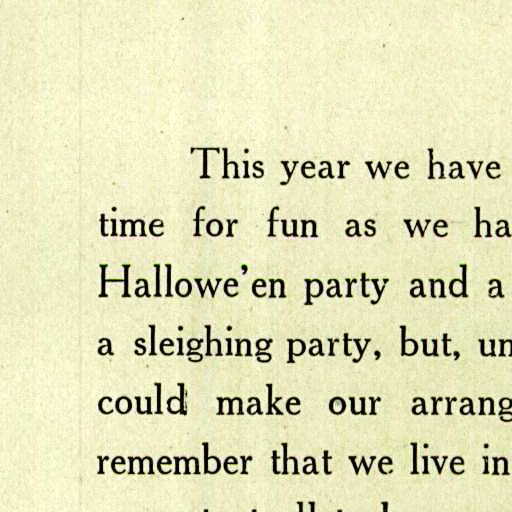 This year we have
time for fun as we ha
Hallowe'en party and a
a sleighing party, but, un
could make our arrang
remember that we live in